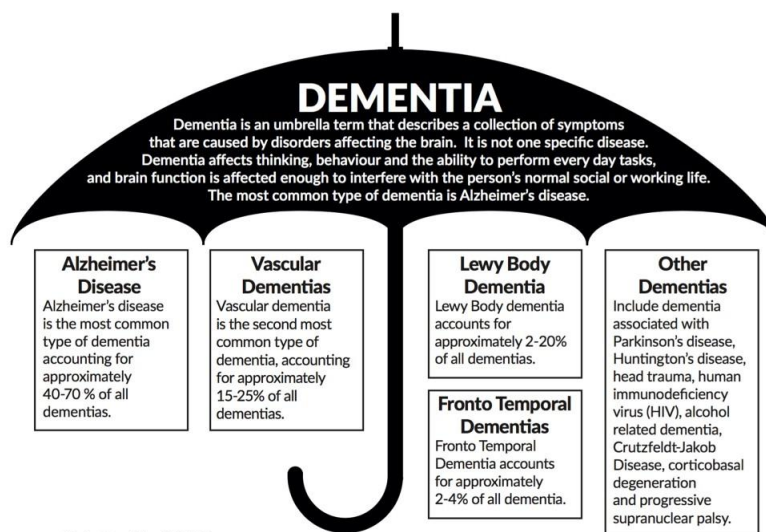 DEMENTIA
Dementia is an umbrella term that describes a collection of symptoms
that are caused by disorders affecting the brain. It is not one specific disease.
Dementia affects thinking, behaviour and the ability to perform every day tasks,
and brain function is affected enough to interfere with the person's normal social or working life.
The most common type of dementia is Alzheimer's disease.
Alzheimer's
Disease
Alzheimer's disease
is the most common
type of dementia
accounting for
approximately
40-70 % of all
dementias.
Vascular
Dementias
Vascular dementia
is the second most
common type of
dementia, accounting
for approximately
15-25% of all
dementias.
Lewy Body
Dementia
Lewy Body dementia
accounts for
approximately 2-20%
of all dementias.
Fronto Temporal
Dementias
Fronto Temporal
Dementia accounts
for approximately
2-4% of all dementia.
Other
Dementias
Include dementia
associated with
Parkinson's disease,
Huntington's disease,
head trauma, human
immunodeficiency
virus (HIV), alcohol
related dementia,
Crutzfeldt-Jakob
Disease, corticobasal
degeneration
and progressive
supranuclear palsy.